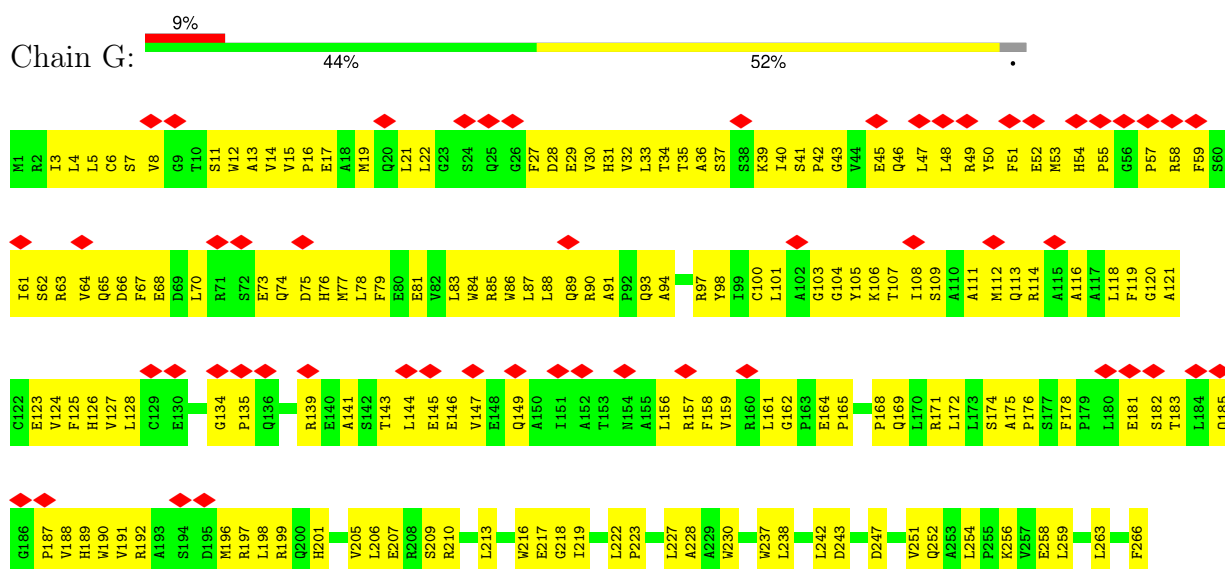 9%
Chain G:
44% 52% •
M1 R2 I3 L4 L5 C6 S7 V8 G9 T10 S11 W12 A13 V14 V15 P16 E17 A18 M19 Q20 L21 L22 G23 S24 Q25 G26 F27 D28 E29 V30 H31 V32 L33 T34 T35 A36 S37 S38 K39 I40 S41 P42 G43 V44 E45 Q46 L47 L48 R49 Y50 F51 E52 M53 H54 P55 G56 P57 R58 F59 S60
I61 S62 R63 V64 Q65 D66 F67 E68 D69 L70 R71 S72 E73 Q74 D75 H76 M77 L78 F79 E80 E81 V82 L83 W84 R85 W86 L87 L88 Q89 R90 A91 P92 Q93 A94 R97 Y98 I99 C100 L101 A102 G103 G104 Y105 K106 T107 I108 S109 A110 A111 M112 Q113 R114 A115 A116 A117 L118 F119 G120 A121
C122 E123 V124 F125 H126 V127 L128 C129 E130 G134 P135 Q136 R139 E140 A141 S142 T143 L144 E145 E146 V147 E148 Q149 A150 I151 A152 T153 N154 A155 L156 R157 F158 V159 R160 L161 G162 P163 E164 P165 P168 Q169 L170 R171 L172 L173 S174 A175 P176 S177 F178 P179 L180 E181 S182 T183 L184 Q185
G186 P187 V188 H189 W190 V191 R192 A193 S194 D195 M196 R197 L198 R199 Q200 H201 V205 L206 E207 R208 S209 R210 L213 W216 E217 G218 I219 L222 P223 L227 A228 A229 W230 W237 L238 L242 D243 D247 V251 Q252 A253 L254 P255 K256 V257 E258 L259 L263 F266